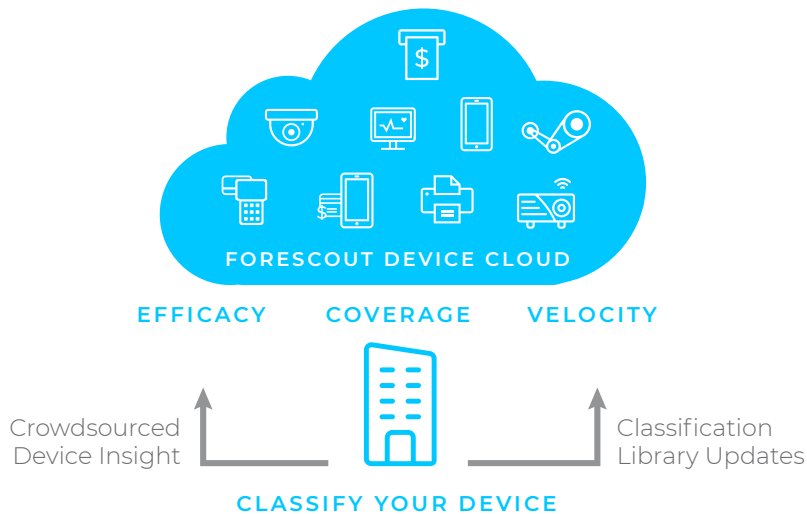 $
$
FORESCOUT DEVICE CLOUD
EFFICACY COVERAGE VELOCITY
Crowdsourced
Device Insight
Classification
Library Updates
CLASSIFY YOUR DEVICE